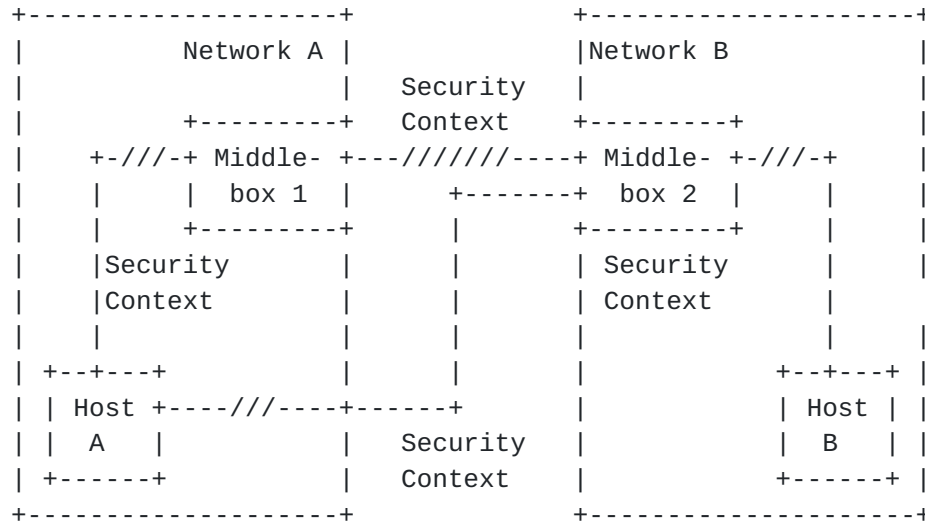 +--------------------+              +---------------------+
|          Network A |              |Network B            |
|                    |   Security   |                     |
|          +---------+   Context    +---------+           |
|    +-///-+ Middle- +---///////----+ Middle- +-///-+     |
|    |     |  box 1  |      +-------+  box 2  |     |     |
|    |     +---------+      |       +---------+     |     |
|    |Security       |      |       | Security      |     |
|    |Context        |      |       | Context       |
|    |               |      |       |               |     |
| +--+---+           |      |       |            +--+---+ |
| | Host +----///----+------+       |            | Host | |
| |  A   |           |   Security   |            |  B   | |
| +------+           |   Context    |            +------+ |
+--------------------+              +---------------------+